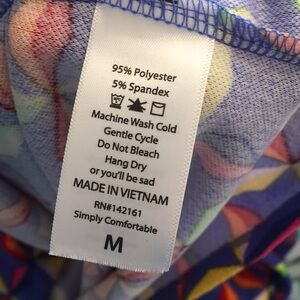 95% Polyester
5% Spandex
Machine Wash Cold
Gentle Cycle
Do Not Bleach
Hang Dry
or you'll be sad
MADE IN VIETNAM
RN#142161
Simply Comfortable
M